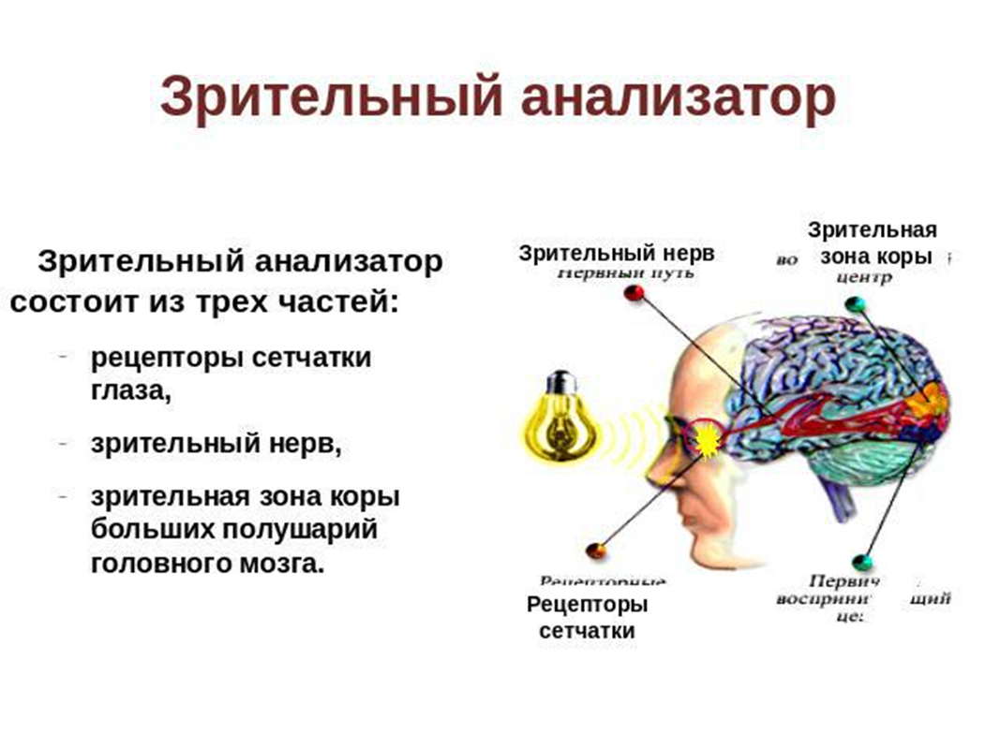 Зрительный анализатор
Зрительный анализатор
состоит из трех частей:
- рецепторы сетчатки
глаза,
- зрительный нерв,
- зрительная зона коры
больших полушарий
головного мозга.
Зрительный нерв
Нервный путь
Зрительная
зона коры
центр
Рецепторные
Рецепторы
сетчатки